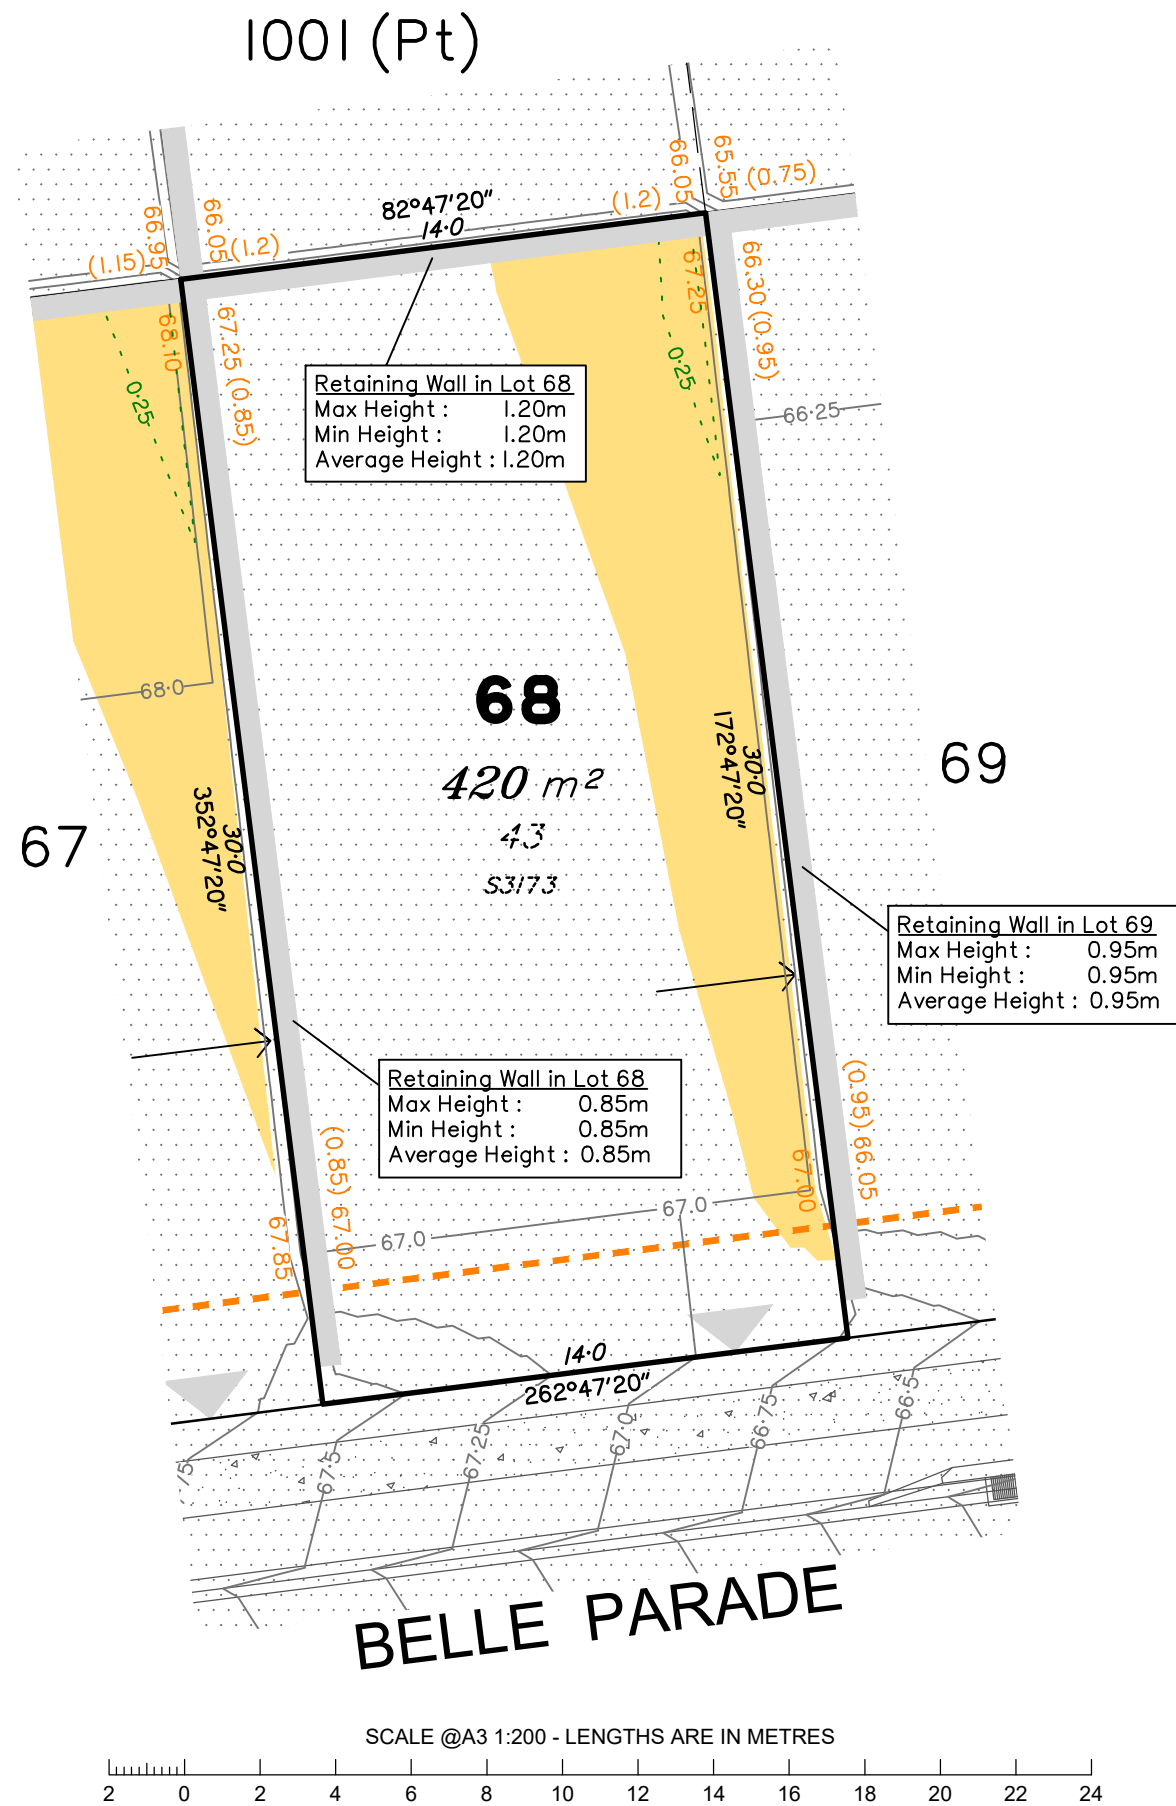 1001 (Pt)
66.95
66.05
66.05
65.55
(0.75)
(1.15)
(1.2)
82°47'20"
14·0
(1.2)
68.10
67.25 (0.85)
67.25
66.30 (0.95)
0·25
0·25
66·25
Retaining Wall in Lot 68
Max Height : 1.20m
Min Height : 1.20m
Average Height : 1.20m
68·0
68
420 m²
43
S3173
67
69
30·0
352°47'20"
30·0
172°47'20"
Retaining Wall in Lot 69
Max Height : 0.95m
Min Height : 0.95m
Average Height : 0.95m
Retaining Wall in Lot 68
Max Height : 0.85m
Min Height : 0.85m
Average Height : 0.85m
(0.85) 67.00
67.85
67.00
(0.95) 66.05
67.0
67.0
14·0
262°47'20"
75
67·5
67·25
67·0
66·75
66·5
BELLE PARADE
SCALE @A3 1:200 - LENGTHS ARE IN METRES
2 0 2 4 6 8 10 12 14 16 18 20 22 24